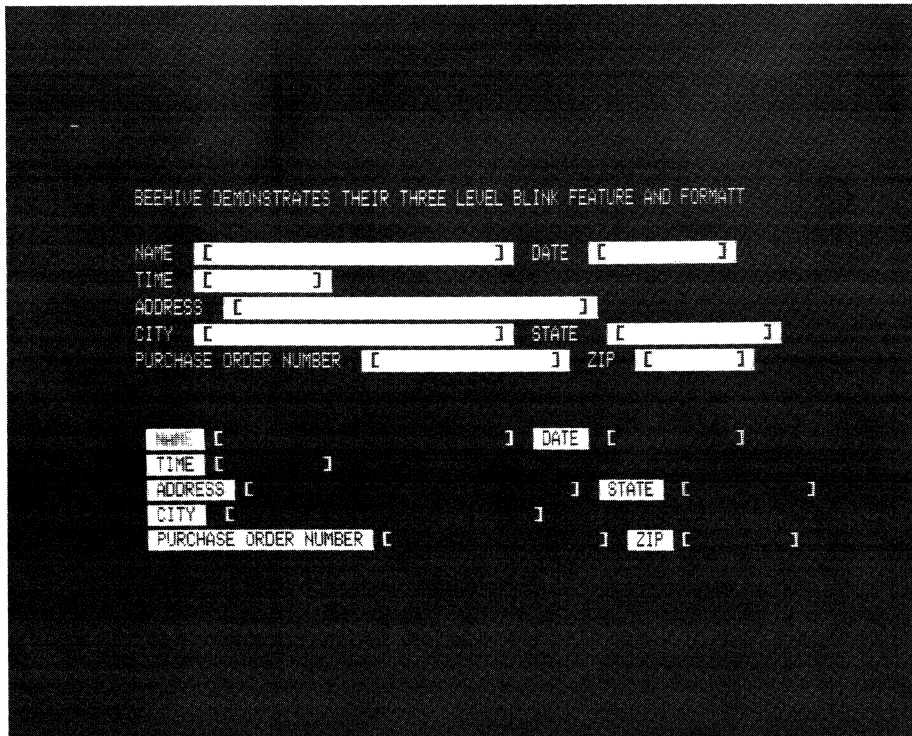 BEEHIVE DEMONSTRATES THEIR THREE LEVEL BLINK FEATURE AND FORMATT
NAME [ ] DATE [ ]
TIME [ ]
ADDRESS [ ]
CITY [ ] STATE [ ]
PURCHASE ORDER NUMBER [ ] ZIP [ ]
NAME [ ] DATE [ ]
TIME [ ]
ADDRESS [ ] STATE [ ]
CITY [ ]
PURCHASE ORDER NUMBER [ ] ZIP [ ]